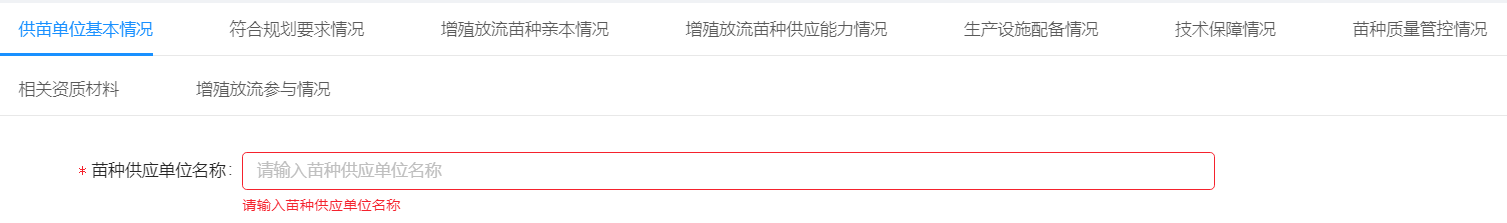 供苗单位基本情况 符合规划要求情况 增殖放流苗种亲本情况 增殖放流苗种供应能力情况 生产设施配备情况 技术保障情况 苗种质量管控情况
相关资质材料 增殖放流参与情况
* 苗种供应单位名称: 请输入苗种供应单位名称
请输入苗种供应单位名称